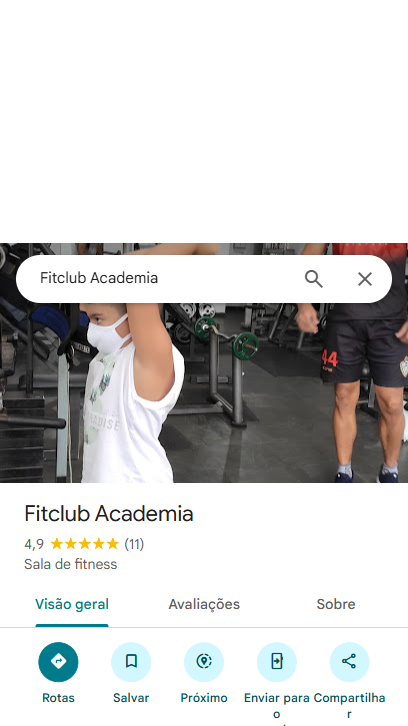 Fitclub Academia
44
Fitclub Academia
4,9 (11)
Sala de fitness
Visão geral Avaliações Sobre
Rotas Salvar Próximo Enviar para o Compartilhar